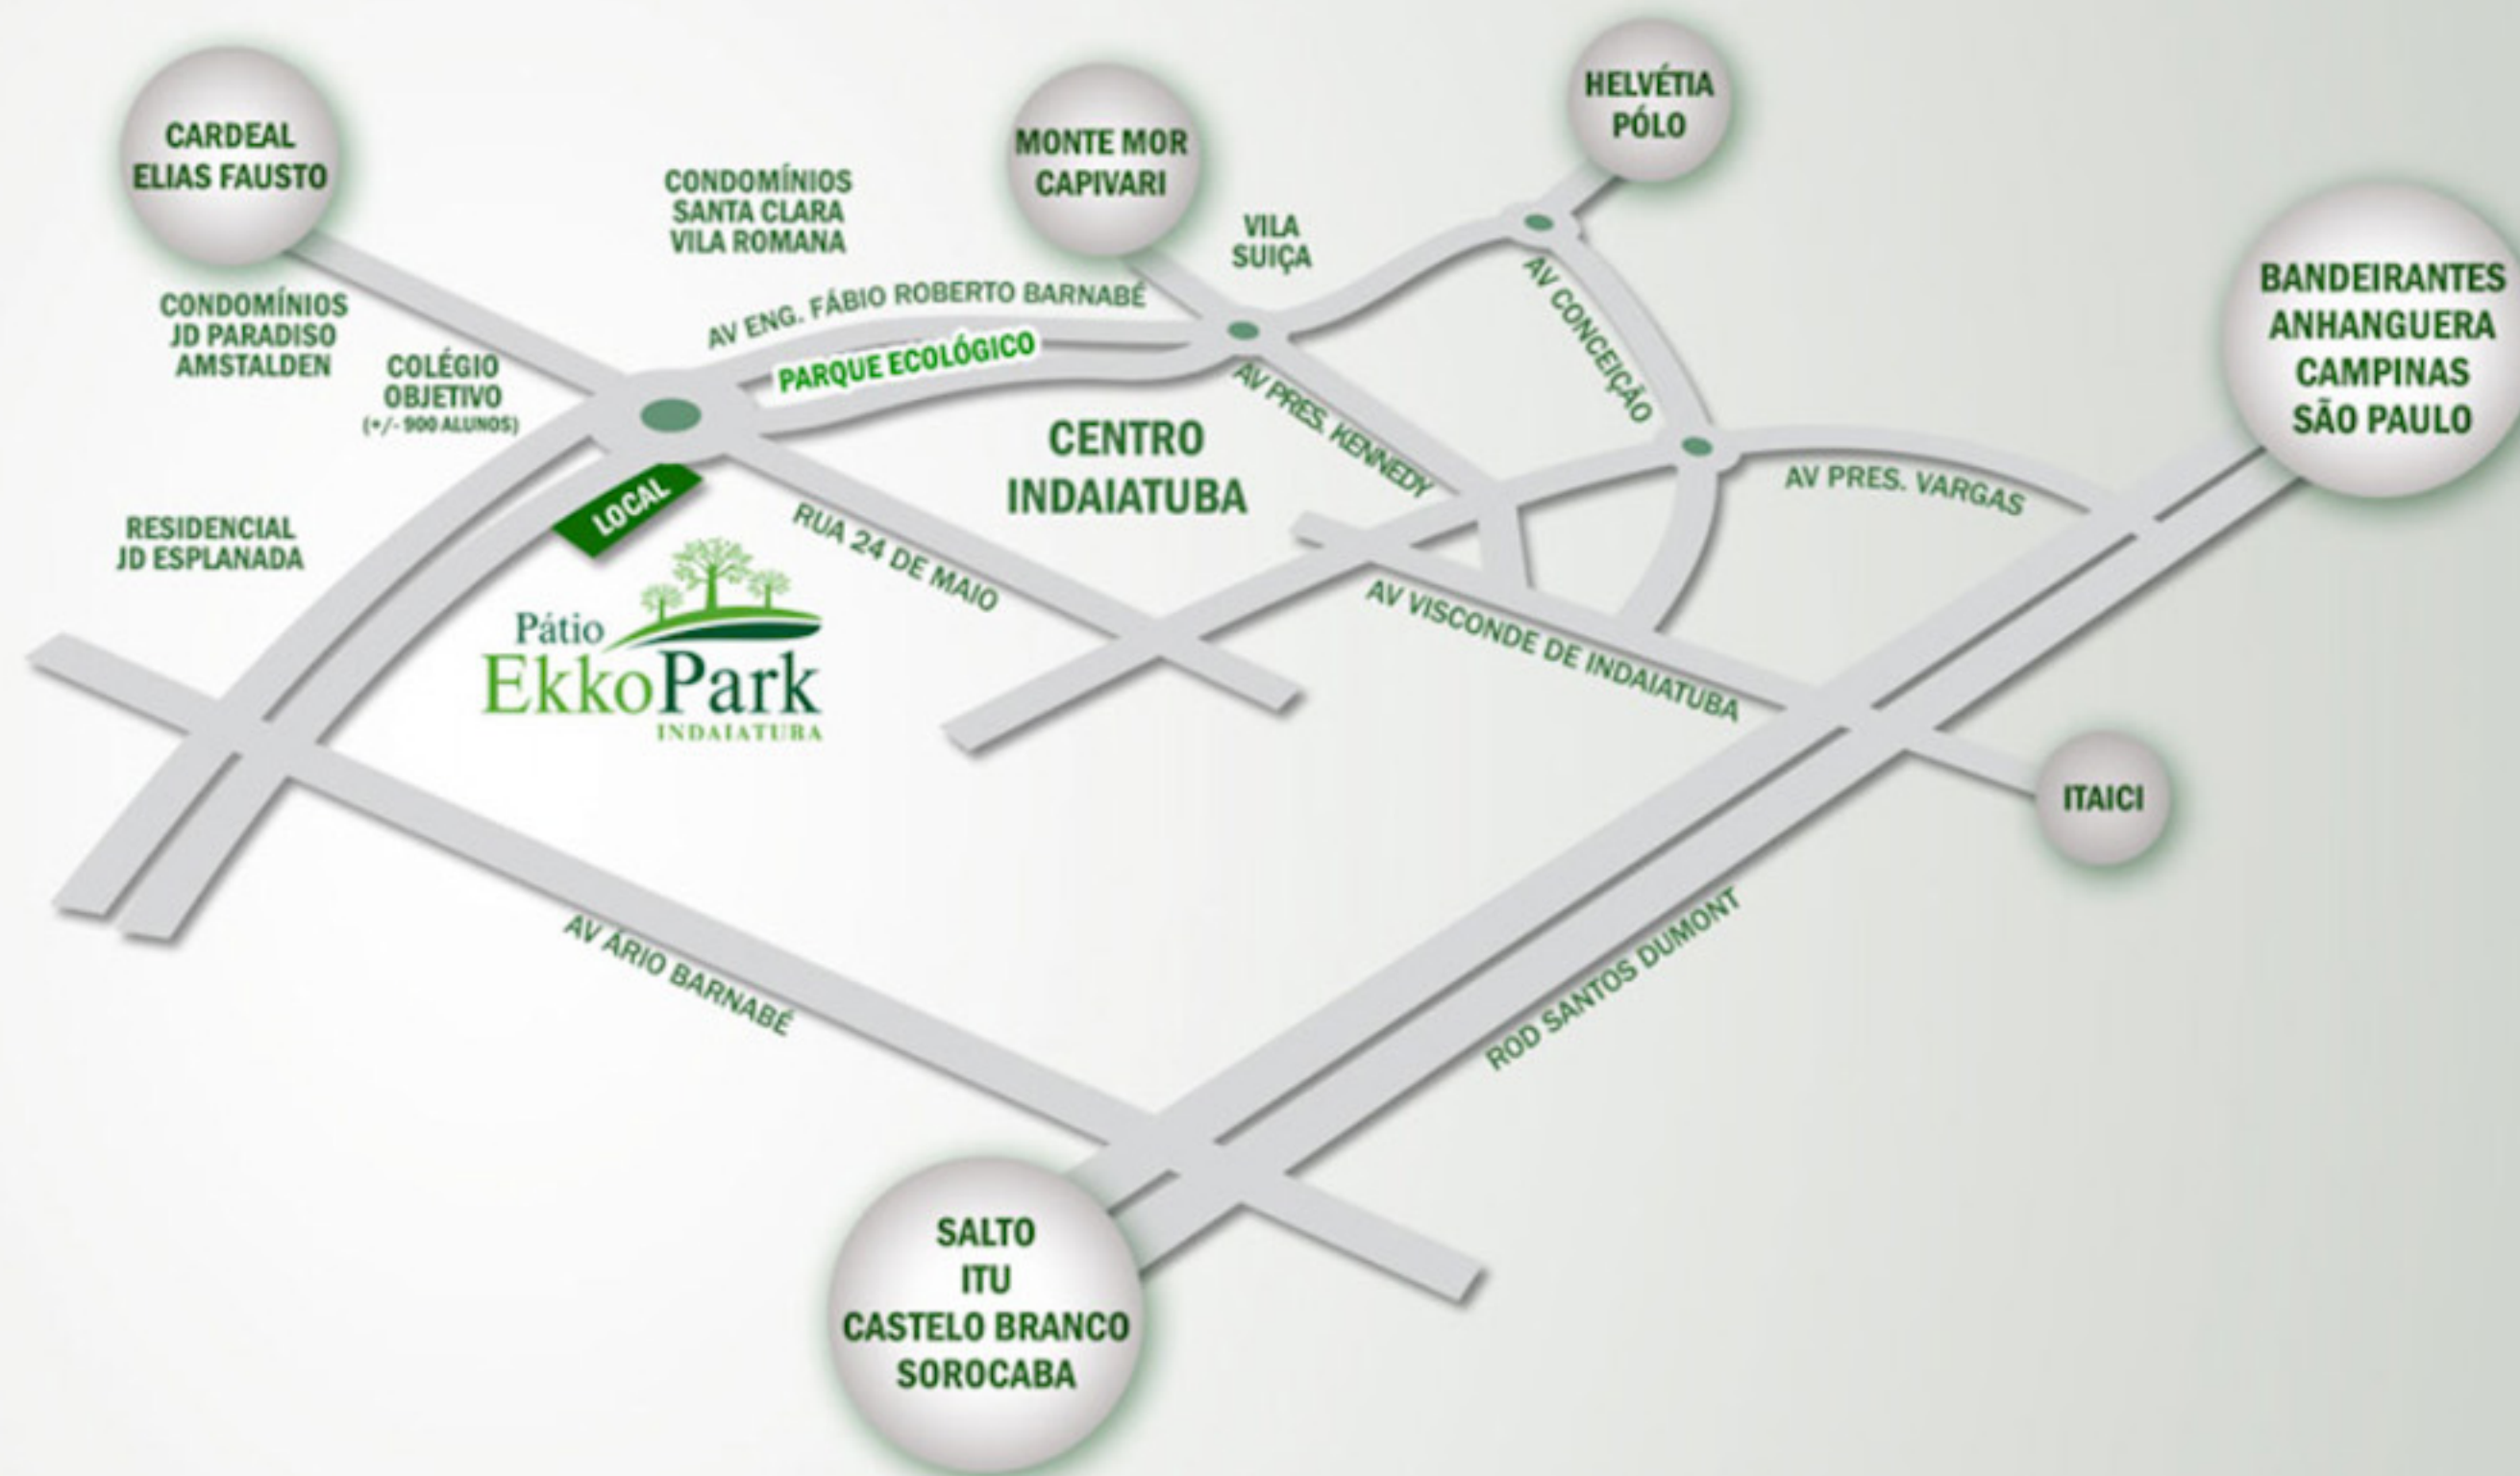 CARDEAL
ELIAS FAUSTO
MONTE MOR
CAPIVARI
HELVÉTIA
PÓLO
CONDOMÍNIOS
SANTA CLARA
VILA ROMANA
VILA
SUIÇA
BANDEIRANTES
ANHANGUERA
CAMPINAS
SÃO PAULO
CONDOMÍNIOS
JD PARADISO
AMSTALDEN
COLÉGIO
OBJETIVO
(+/- 900 ALUNOS)
AV ENG. FÁBIO ROBERTO BARNABÉ
PARQUE ECOLÓGICO
AV CONCEIÇÃO
AV PRES. KENNEDY
CENTRO
INDAIATUBA
AV PRES. VARGAS
LOCAL
RUA 24 DE MAIO
RESIDENCIAL
JD ESPLANADA
Pátio
EkkoPark
INDAIATUBA
AV VISCONDE DE INDAIATUBA
ITAICI
AV ÁRIO BARNABÉ
ROD SANTOS DUMONT
SALTO
ITU
CASTELO BRANCO
SOROCABA